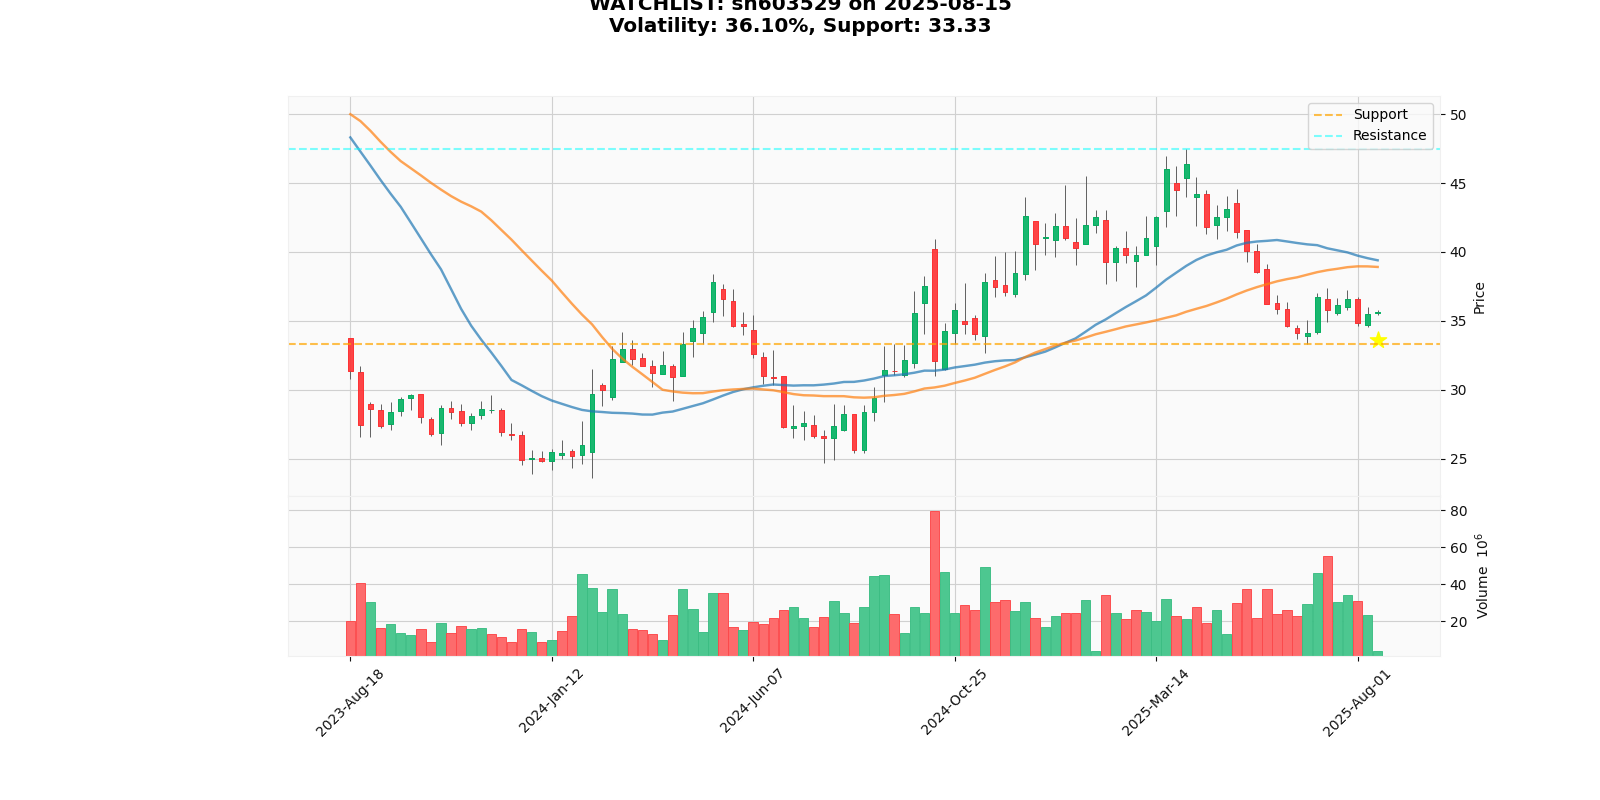 WATCHLIST: sh603529 on 2025-08-15
Volatility: 36.10%, Support: 33.33
Support
Resistance
50
45
40
35
30
25
Price
80
60
40
20
Volume 10⁶
2023-Aug-18
2024-Jan-12
2024-Jun-07
2024-Oct-25
2025-Mar-14
2025-Aug-01